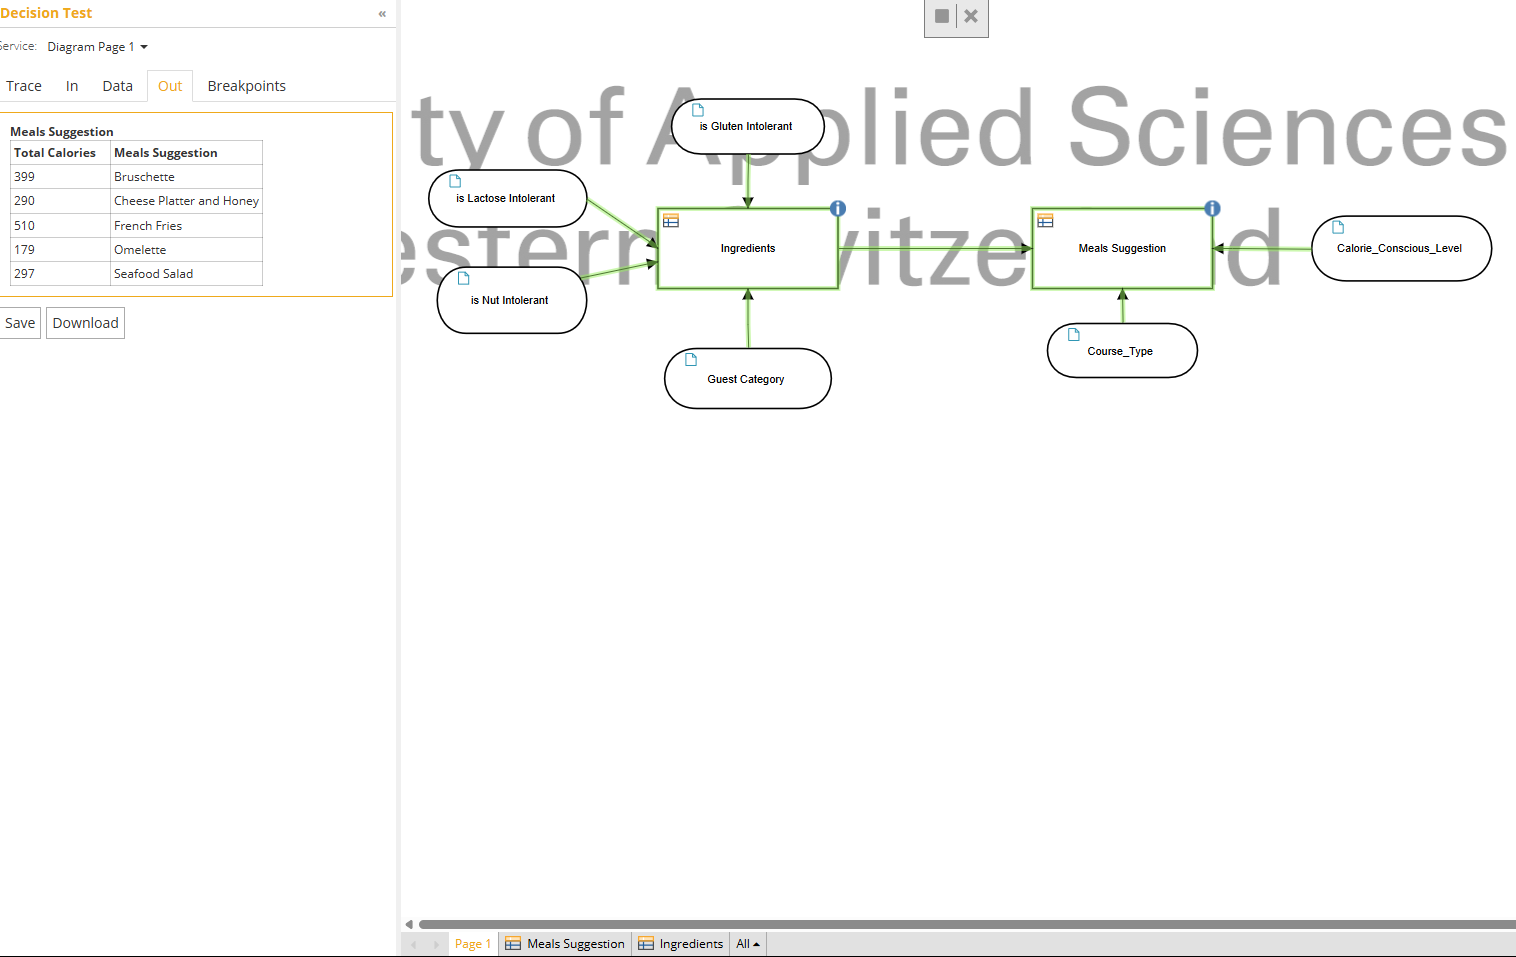 Decision Test «
Service: Diagram Page 1
Trace In Data Out Breakpoints
Meals Suggestion
Total Calories Meals Suggestion
399 Bruschette
290 Cheese Platter and Honey
510 French Fries
179 Omelette
297 Seafood Salad
Save Download
ty of Applied Sciences
is Gluten Intolerant
is Lactose Intolerant
Ingredients
Meals Suggestion
Calorie_Conscious_Level
is Nut Intolerant
Course_Type
Guest Category
Page 1 Meals Suggestion Ingredients All